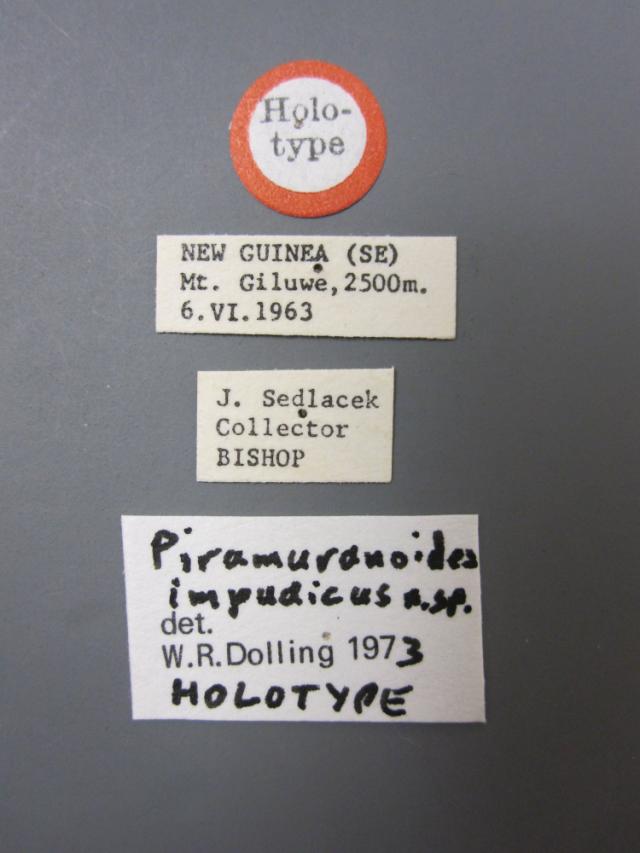 Holo-
type
NEW GUINEA (SE)
Mt. Giluwe, 2500m.
6.VI.1963
J. Sedlacek
Collector
BISHOP
Piramuranoides
impudicus n.sp.
det.
W.R.Dolling 1973
HOLOTYPE